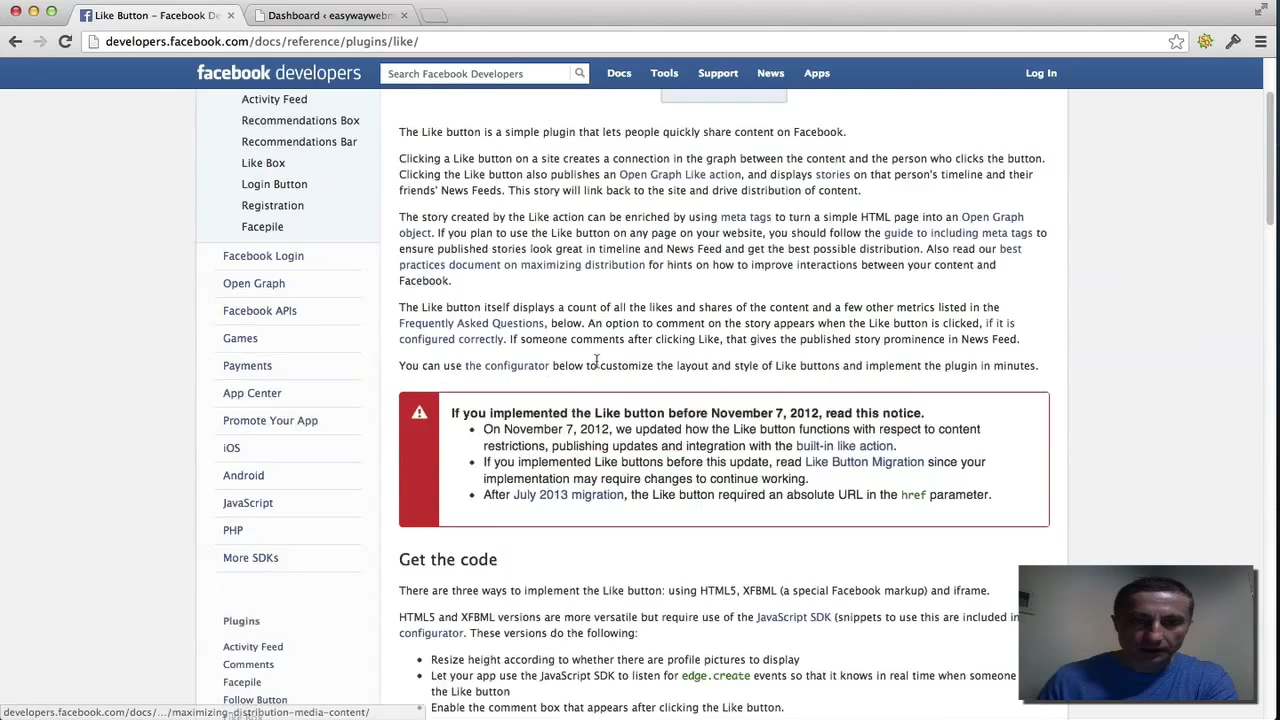 Like Button – Facebook De
Dashboard ‹ easywayweb
developers.facebook.com/docs/reference/plugins/like/
facebook developers
Search Facebook Developers
Docs
Tools
Support
News
Apps
Log In
Activity Feed
Recommendations Box
Recommendations Bar
Like Box
Login Button
Registration
Facepile
Facebook Login
Open Graph
Facebook APIs
Games
Payments
App Center
Promote Your App
iOS
Android
JavaScript
PHP
More SDKs
Plugins
Activity Feed
Comments
Facepile
Follow Button
The Like button is a simple plugin that lets people quickly share content on Facebook.
Clicking a Like button on a site creates a connection in the graph between the content and the person who clicks the button.
Clicking the Like button also publishes an Open Graph Like action, and displays stories on that person's timeline and their
friends' News Feeds. This story will link back to the site and drive distribution of content.
The story created by the Like action can be enriched by using meta tags to turn a simple HTML page into an Open Graph
object. If you plan to use the Like button on any page on your website, you should follow the guide to including meta tags to
ensure published stories look great in timeline and News Feed and get the best possible distribution. Also read our best
practices document on maximizing distribution for hints on how to improve interactions between your content and
Facebook.
The Like button itself displays a count of all the likes and shares of the content and a few other metrics listed in the
Frequently Asked Questions, below. An option to comment on the story appears when the Like button is clicked, if it is
configured correctly. If someone comments after clicking Like, that gives the published story prominence in News Feed.
You can use the configurator below to customize the layout and style of Like buttons and implement the plugin in minutes.
If you implemented the Like button before November 7, 2012, read this notice.
• On November 7, 2012, we updated how the Like button functions with respect to content
restrictions, publishing updates and integration with the built-in like action.
• If you implemented Like buttons before this update, read Like Button Migration since your
implementation may require changes to continue working.
• After July 2013 migration, the Like button required an absolute URL in the href parameter.
Get the code
There are three ways to implement the Like button: using HTML5, XFBML (a special Facebook markup) and iframe.
HTML5 and XFBML versions are more versatile but require use of the JavaScript SDK (snippets to use this are included in
configurator. These versions do the following:
• Resize height according to whether there are profile pictures to display
• Let your app use the JavaScript SDK to listen for edge.create events so that it knows in real time when someone
the Like button
• Enable the comment box that appears after clicking the Like button.
developers.facebook.com/docs/.../maximizing-distribution-media-content/